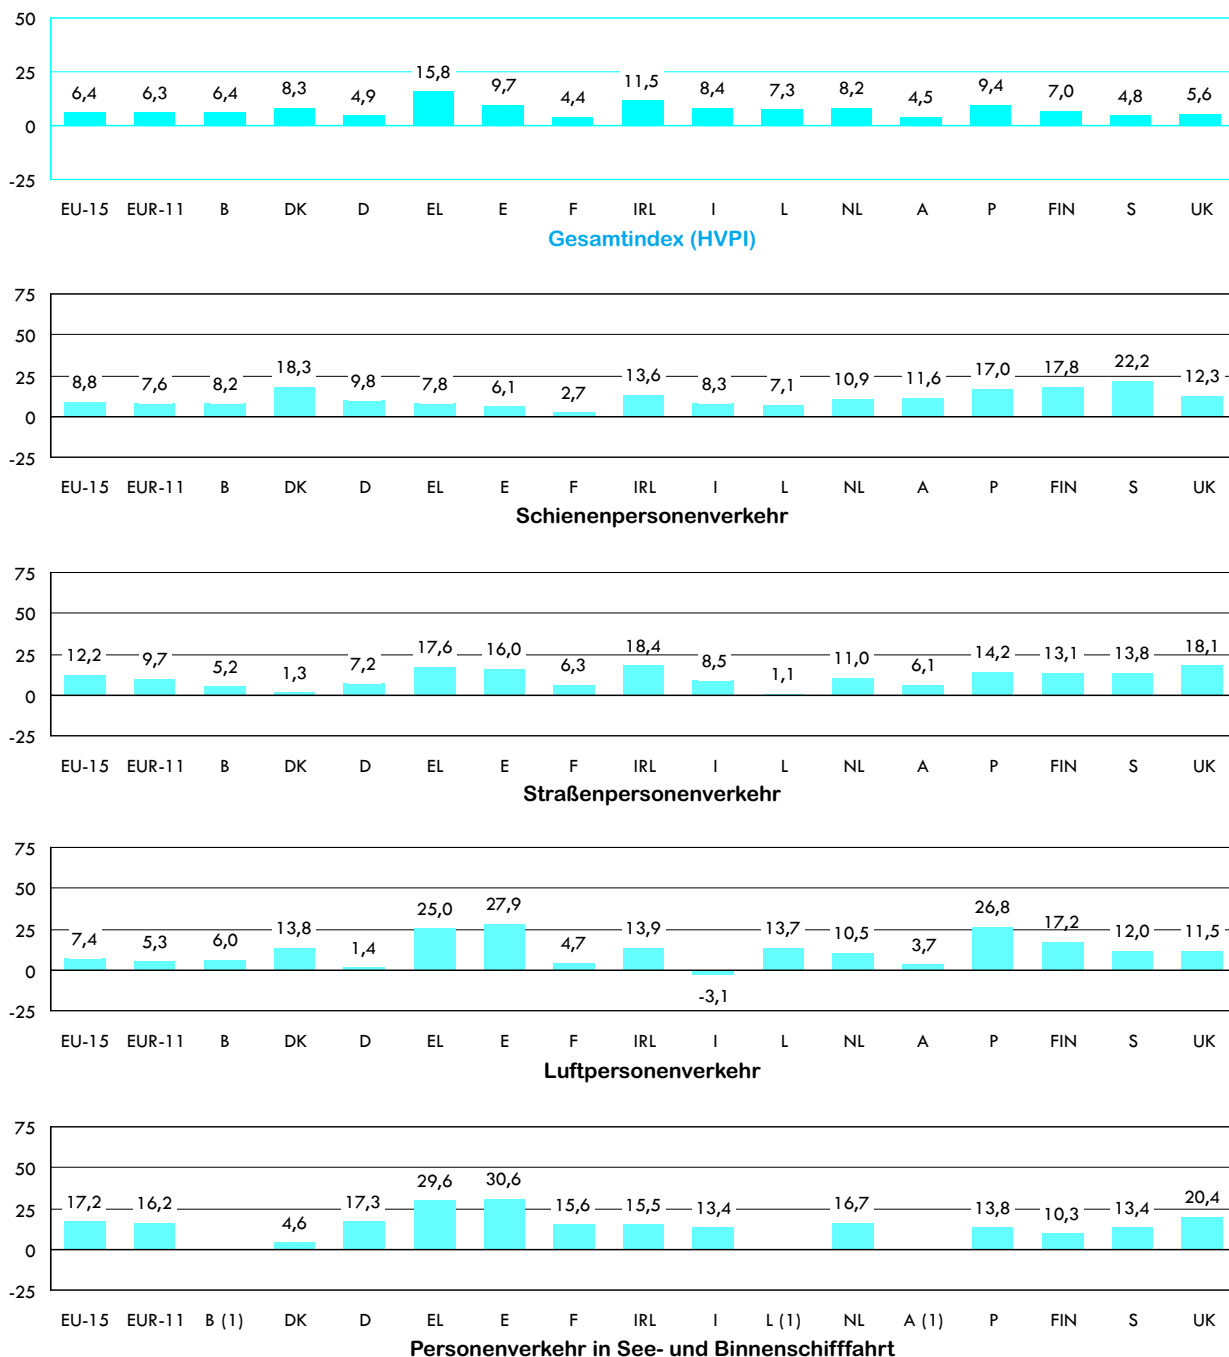 50
25
0
-25
6,4 6,3 6,4 8,3 4,9 15,8 9,7 4,4 11,5 8,4 7,3 8,2 4,5 9,4 7,0 4,8 5,6
EU-15 EUR-11 B DK D EL E F IRL I L NL A P FIN S UK
Gesamtindex (HVPI)
75
50
25
0
-25
8,8 7,6 8,2 18,3 9,8 7,8 6,1 2,7 13,6 8,3 7,1 10,9 11,6 17,0 17,8 22,2 12,3
EU-15 EUR-11 B DK D EL E F IRL I L NL A P FIN S UK
Schienenpersonenverkehr
75
50
25
0
-25
12,2 9,7 5,2 1,3 7,2 17,6 16,0 6,3 18,4 8,5 1,1 11,0 6,1 14,2 13,1 13,8 18,1
EU-15 EUR-11 B DK D EL E F IRL I L NL A P FIN S UK
Straßenpersonenverkehr
75
50
25
0
-25
7,4 5,3 6,0 13,8 1,4 25,0 27,9 4,7 13,9 -3,1 13,7 10,5 3,7 26,8 17,2 12,0 11,5
EU-15 EUR-11 B DK D EL E F IRL I L NL A P FIN S UK
Luftpersonenverkehr
75
50
25
0
-25
17,2 16,2 4,6 17,3 29,6 30,6 15,6 15,5 13,4 16,7 13,8 10,3 13,4 20,4
EU-15 EUR-11 B (1) DK D EL E F IRL I L (1) NL A (1) P FIN S UK
Personenverkehr in See- und Binnenschifffahrt